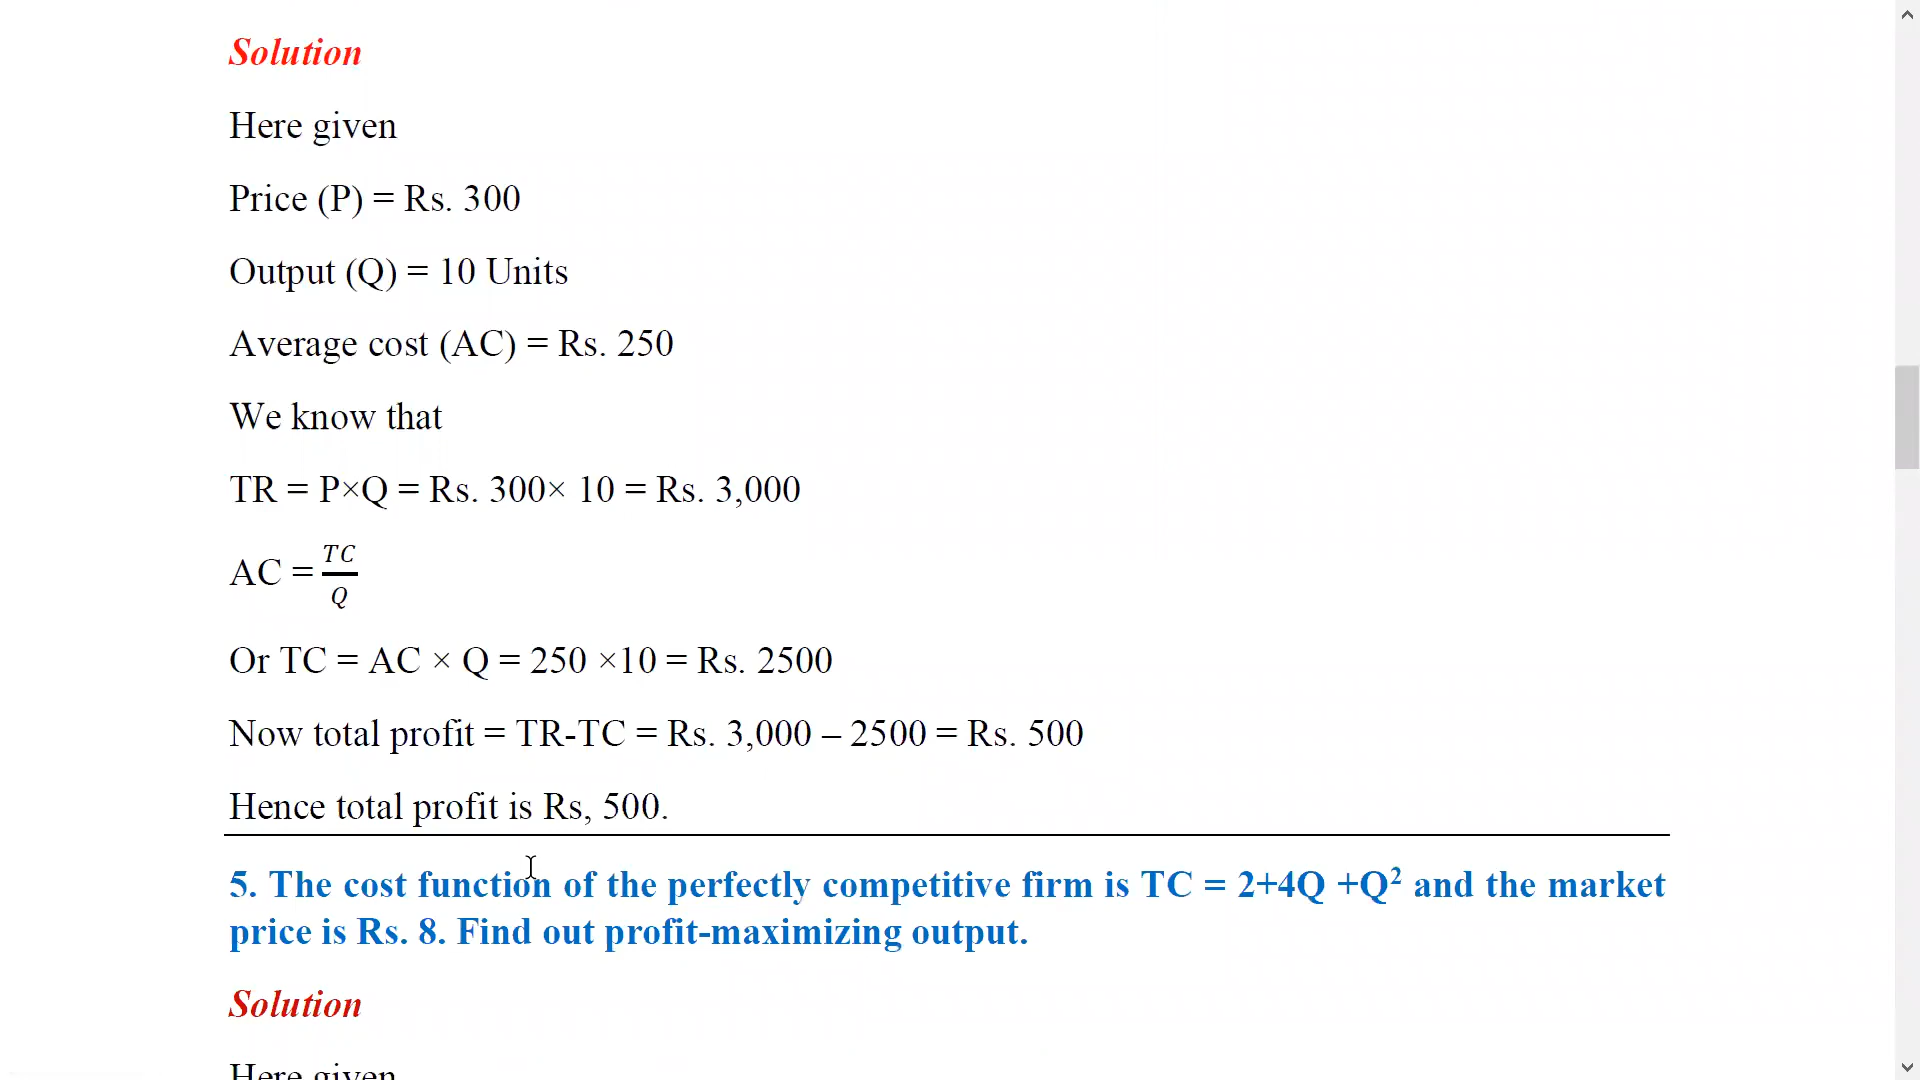 Solution
Here given
Price (P) = Rs. 300
Output (Q) = 10 Units
Average cost (AC) = Rs. 250
We know that
TR = P×Q = Rs. 300× 10 = Rs. 3,000
AC = TC/Q
Or TC = AC × Q = 250 ×10 = Rs. 2500
Now total profit = TR-TC = Rs. 3,000 – 2500 = Rs. 500
Hence total profit is Rs, 500.
5. The cost function of the perfectly competitive firm is TC = 2+4Q +Q² and the market
price is Rs. 8. Find out profit-maximizing output.
Solution
Here given